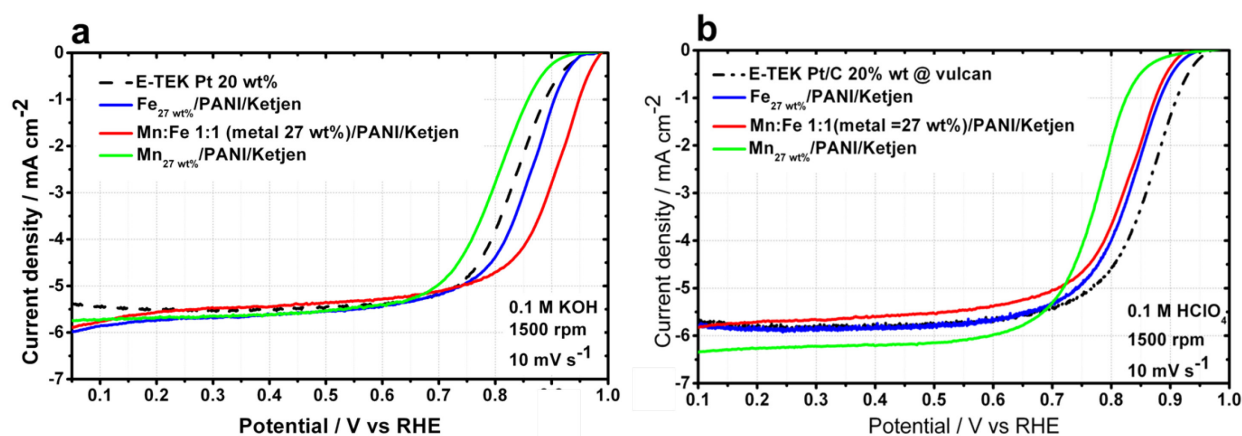 a
E-TEK Pt 20 wt%
Fe27 wt%/PANI/Ketjen
Mn:Fe 1:1 (metal 27 wt%)/PANI/Ketjen
Mn27 wt%/PANI/Ketjen
0
-1
-2
-3
-4
-5
-6
-7
Current density / mA cm-2
0.1 M KOH
1500 rpm
10 mV s-1
0.1 0.2 0.3 0.4 0.5 0.6 0.7 0.8 1.0
Potential / V vs RHE
b
E-TEK Pt/C 20% wt @ vulcan
Fe27 wt%/PANI/Ketjen
Mn:Fe 1:1(metal =27 wt%)/PANI/Ketjen
Mn27 wt%/PANI/Ketjen
0
-1
-2
-3
-4
-5
-6
-7
Current density / mA cm-2
0.1 M HClO4
1500 rpm
10 mV s-1
0.1 0.2 0.3 0.4 0.5 0.6 0.7 0.8 0.9 1.0
Potential / V vs RHE